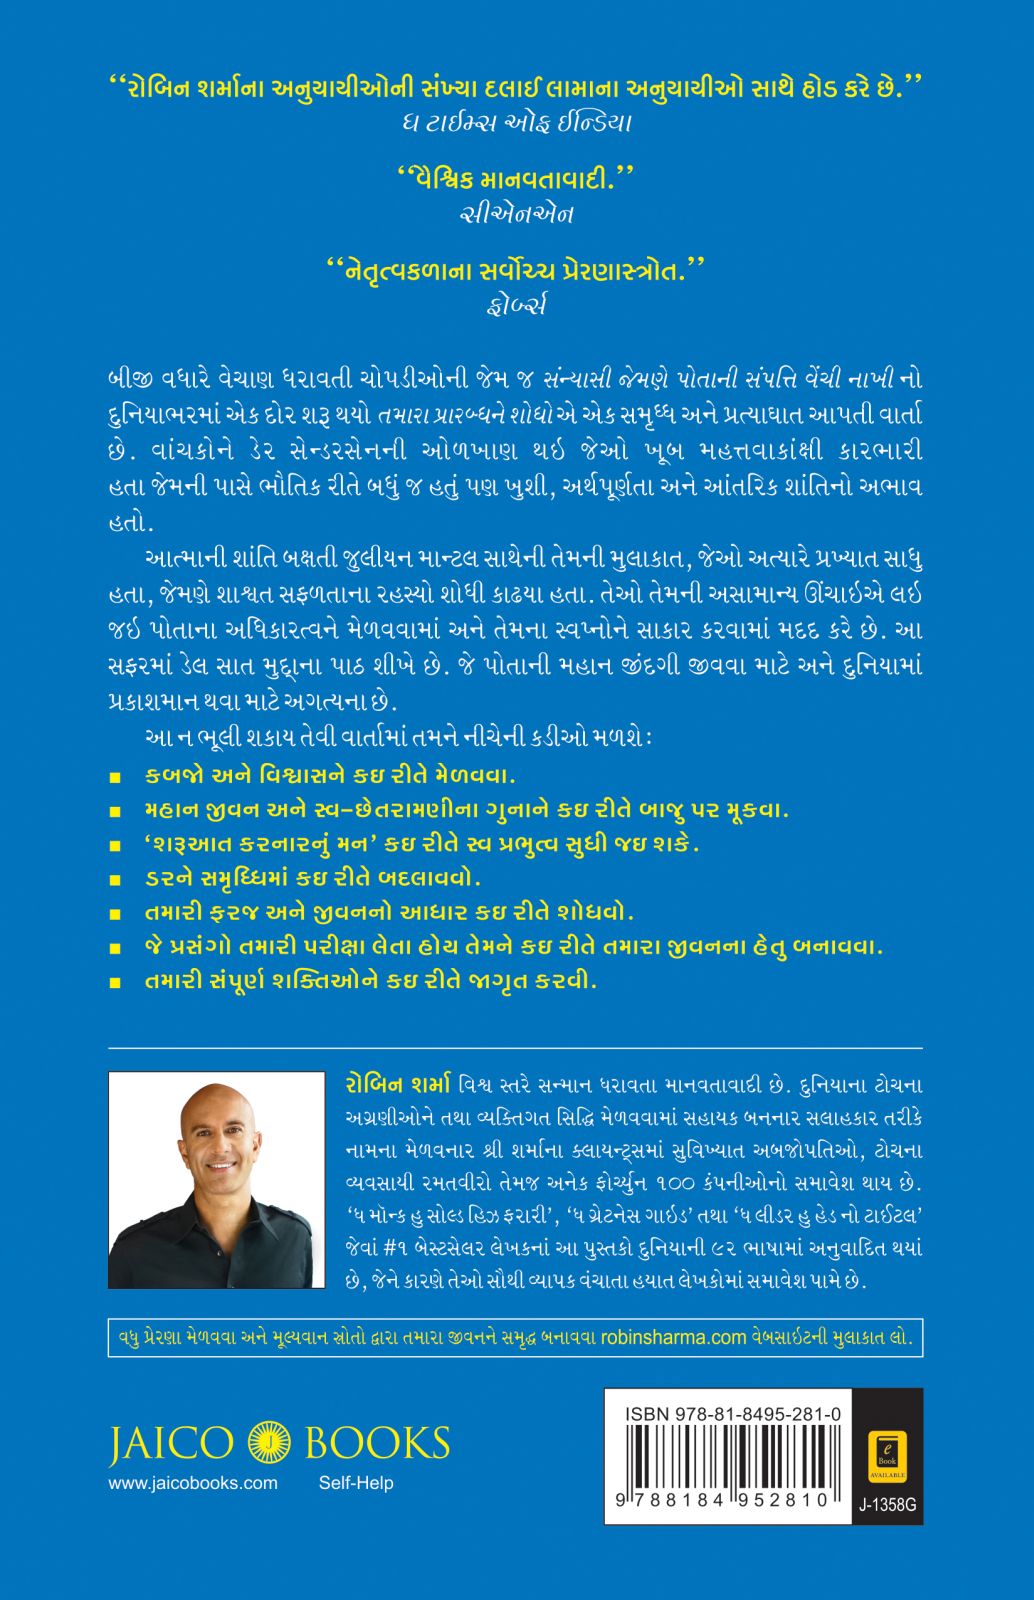 “રોબિન શર્માના અનુયાયીઓની સંખ્યા દલાઈ લામાના અનુયાયીઓ સાથે હોડ કરે છે.”
ધ ટાઈમ્સ ઓફ ઈન્ડિયા
“વૈશ્વિક માનવતાવાદી.”
સીએનએન
“નેતૃત્વકળાના સર્વોચ્ચ પ્રેરણાસ્ત્રોત.”
ફોર્બ્સ
બીજી વધારે વેચાણ ધરાવતી ચોપડીઓની જેમ જ સંન્યાસી જેમણે પોતાની સંપત્તિ વેંચી નાખી નો
દુનિયાભરમાં એક દોર શરૂ થયો તમારા પ્રારબ્ધને શોધો એ એક સમૃધ્ધ અને પ્રત્યાઘાત આપતી વાર્તા
છે. વાંચકોને ડેર સેન્ડરસેનની ઓળખાણ થઇ જેઓ ખૂબ મહત્તવાકાંક્ષી કારભારી
હતા જેમની પાસે ભૌતિક રીતે બધું જ હતું પણ ખુશી, અર્થપૂર્ણતા અને આંતરિક શાંતિનો અભાવ
હતો.
આત્માની શાંતિ બક્ષતી જુલીયન માન્ટલ સાથેની તેમની મુલાકાત, જેઓ અત્યારે પ્રખ્યાત સાધુ
હતા, જેમણે શાશ્વત સફળતાના રહસ્યો શોધી કાઢયા હતા. તેઓ તેમની અસામાન્ય ઊંચાઇએ લઇ
જઇ પોતાના અધિકારત્વને મેળવવામાં અને તેમના સ્વપ્નોને સાકાર કરવામાં મદદ કરે છે. આ
સફરમાં ડેલ સાત મુદ્દાના પાઠ શીખે છે. જે પોતાની મહાન જીંદગી જીવવા માટે અને દુનિયામાં
પ્રકાશમાન થવા માટે અગત્યના છે.
આ ન ભૂલી શકાય તેવી વાર્તામાં તમને નીચેની કડીઓ મળશે:
■ કબજો અને વિશ્વાસને કઇ રીતે મેળવવા.
■ મહાન જીવન અને સ્વ-છેતરામણીના ગુનાને કઇ રીતે બાજુ પર મૂકવા.
■ ‘શરૂઆત કરનારનું મન’ કઇ રીતે સ્વ પ્રભુત્વ સુધી જઇ શકે.
■ ડરને સમૃધ્ધિમાં કઇ રીતે બદલાવવો.
■ તમારી ફરજ અને જીવનનો આધાર કઇ રીતે શોધવો.
■ જે પ્રસંગો તમારી પરીક્ષા લેતા હોય તેમને કઇ રીતે તમારા જીવનના હેતુ બનાવવા.
■ તમારી સંપૂર્ણ શક્તિઓને કઇ રીતે જાગૃત કરવી.
રોબિન શર્મા વિશ્વ સ્તરે સન્માન ધરાવતા માનવતાવાદી છે. દુનિયાના ટોચના
અગ્રણીઓને તથા વ્યક્તિગત સિદ્ધિ મેળવવામાં સહાયક બનનાર સલાહકાર તરીકે
નામના મેળવનાર શ્રી શર્માના ક્લાયન્ટ્સમાં સુવિખ્યાત અબજોપતિઓ, ટોચના
વ્યવસાયી રમતવીરો તેમજ અનેક ફોર્ચ્યુન ૧૦૦ કંપનીઓનો સમાવેશ થાય છે.
‘ધ મૉન્ક હુ સોલ્ડ હિઝ ફરારી’, ‘ધ ગ્રેટનેસ ગાઇડ’ તથા ‘ધ લીડર હુ હેડ નો ટાઈટલ’
જેવાં #૧ બેસ્ટસેલર લેખકનાં આ પુસ્તકો દુનિયાની ૯૨ ભાષામાં અનુવાદિત થયાં
છે, જેને કારણે તેઓ સૌથી વ્યાપક વંચાતા હયાત લેખકોમાં સમાવેશ પામે છે.
વધુ પ્રેરણા મેળવવા અને મૂલ્યવાન સ્રોતો દ્વારા તમારા જીવનને સમૃદ્ધ બનાવવા robinsharma.com વેબસાઇટની મુલાકાત લો.
JAICO J BOOKS
www.jaicobooks.com Self-Help
ISBN 978-81-8495-281-0
9 788184 952810
e
Book
AVAILABLE
J-1358G